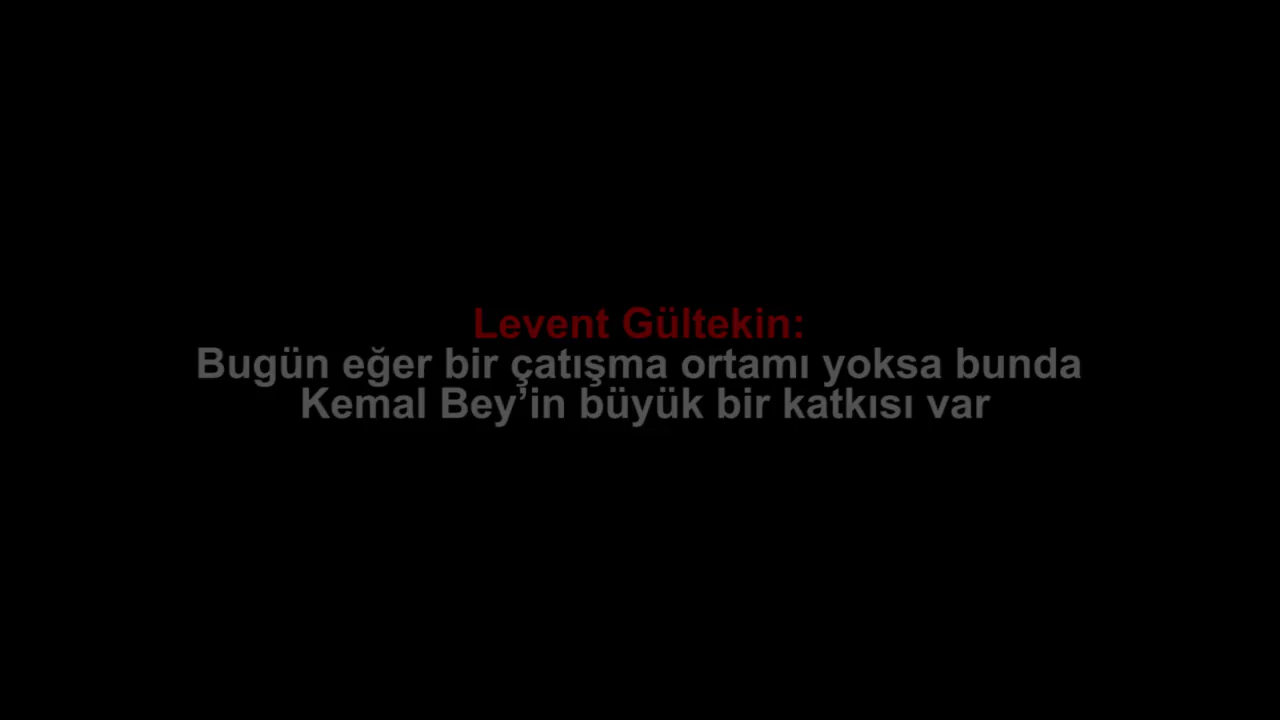 Levent Gültekin:
Bugün eğer bir çatışma ortamı yoksa bunda
Kemal Bey’in büyük bir katkısı var